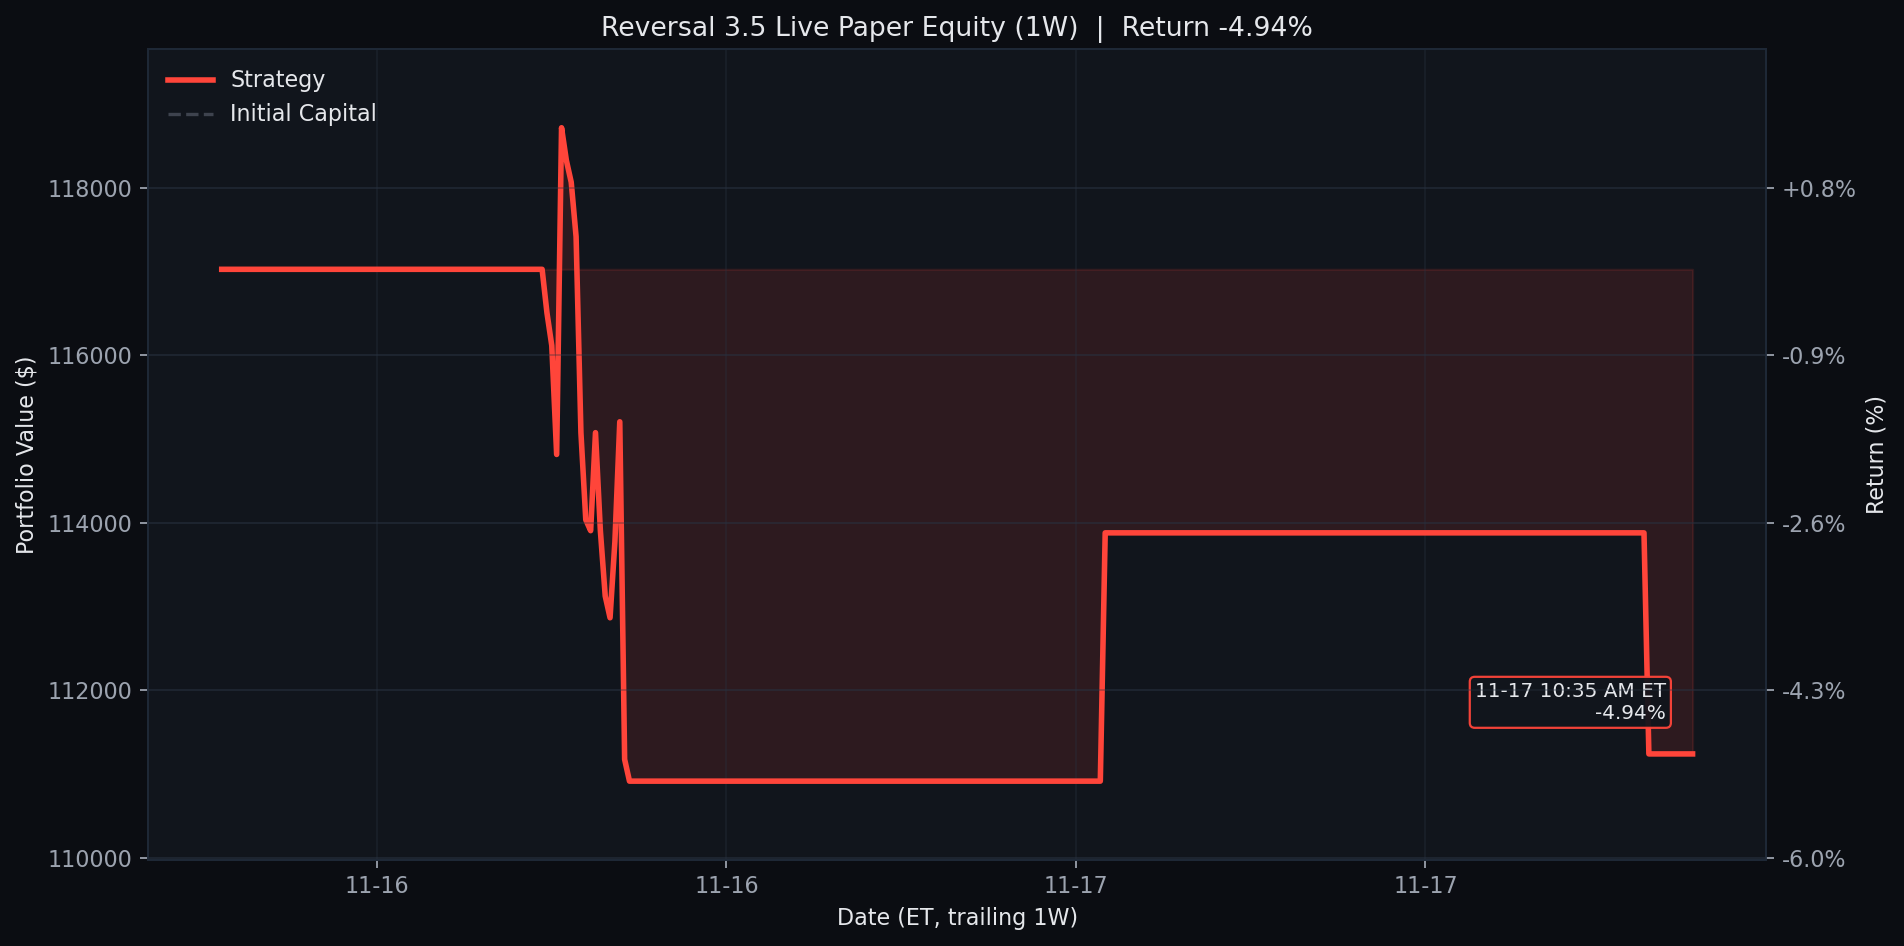 Reversal 3.5 Live Paper Equity (1W)  |  Return -4.94%
Strategy
Initial Capital
118000
116000
114000
112000
110000
Portfolio Value ($)
+0.8%
-0.9%
-2.6%
-4.3%
-6.0%
Return (%)
11-17 10:35 AM ET
-4.94%
11-16
11-16
11-17
11-17
Date (ET, trailing 1W)